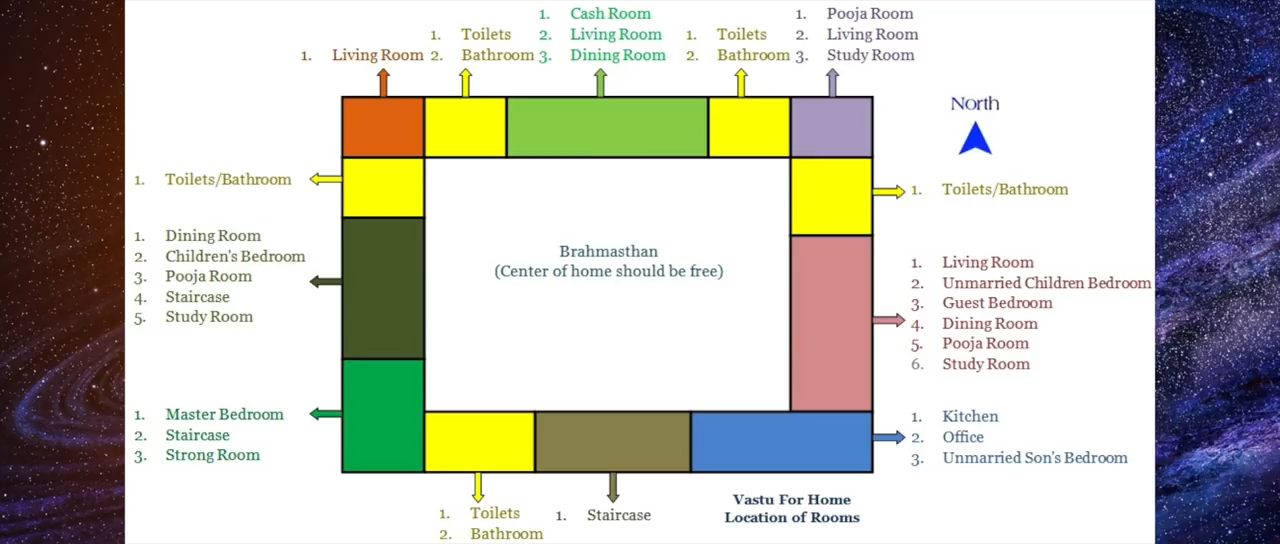 1. Living Room
1. Toilets
2. Bathroom
1. Cash Room
2. Living Room
3. Dining Room
1. Toilets
2. Bathroom
1. Pooja Room
2. Living Room
3. Study Room
North
1. Toilets/Bathroom
1. Dining Room
2. Children's Bedroom
3. Pooja Room
4. Staircase
5. Study Room
1. Master Bedroom
2. Staircase
3. Strong Room
Brahmasthan
(Center of home should be free)
1. Toilets/Bathroom
1. Living Room
2. Unmarried Children Bedroom
3. Guest Bedroom
4. Dining Room
5. Pooja Room
6. Study Room
1. Kitchen
2. Office
3. Unmarried Son's Bedroom
1. Toilets
2. Bathroom
1. Staircase
Vastu For Home
Location of Rooms